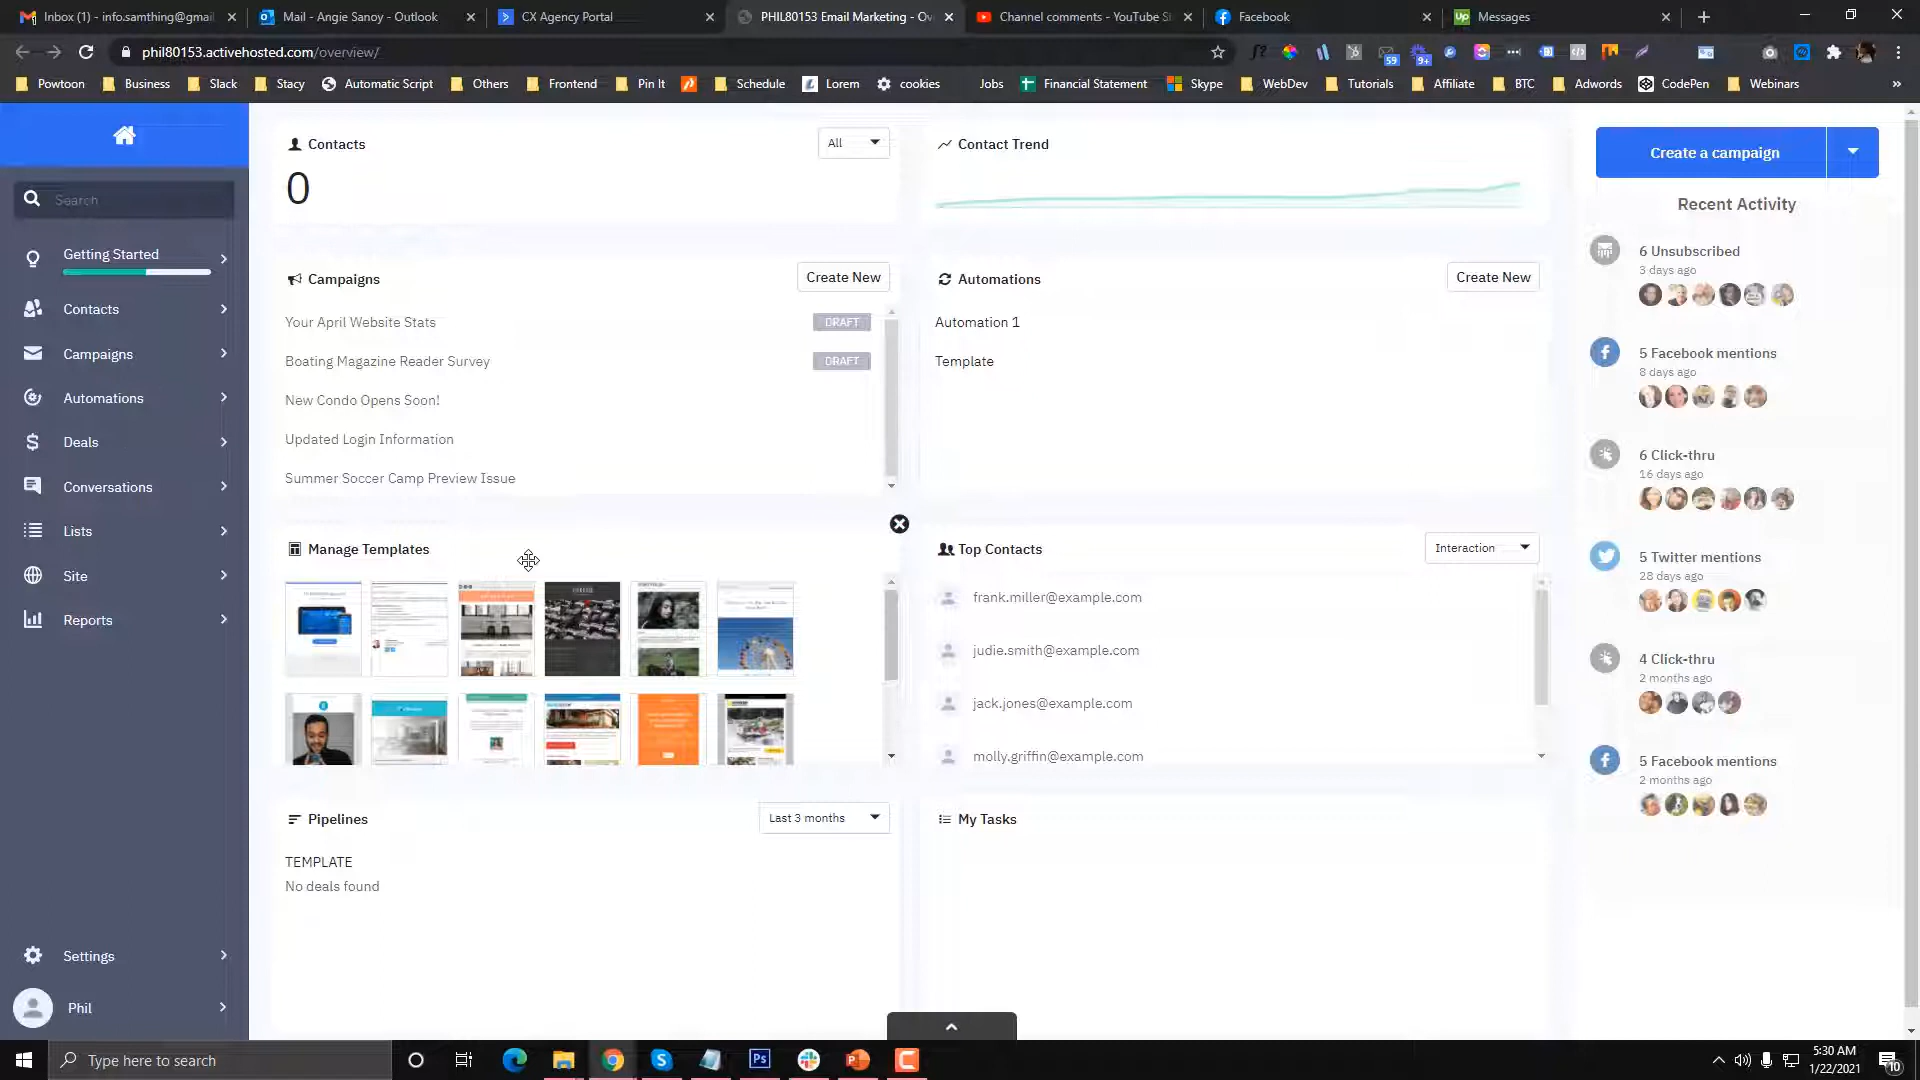 Inbox (1) - info.samthing@gmail
Mail - Angie Sanoy - Outlook
CX Agency Portal
PHIL80153 Email Marketing - Ov
Channel comments - YouTube St
Facebook
Up Messages
phil80153.activehosted.com/overview/
59
9+
Powtoon
Business
Slack
Stacy
Automatic Script
Others
Frontend
Pin It
Schedule
Lorem
cookies
Jobs
Financial Statement
Skype
WebDev
Tutorials
Affiliate
BTC
Adwords
CodePen
Webinars
Search
Getting Started
Contacts
Campaigns
Automations
Deals
Conversations
Lists
Site
Reports
Settings
Phil
Contacts
All
0
Contact Trend
Campaigns
Create New
Your April Website Stats
DRAFT
Boating Magazine Reader Survey
DRAFT
New Condo Opens Soon!
Updated Login Information
Summer Soccer Camp Preview Issue
Automations
Create New
Automation 1
Template
Manage Templates
Top Contacts
Interaction
frank.miller@example.com
judie.smith@example.com
jack.jones@example.com
molly.griffin@example.com
Pipelines
Last 3 months
TEMPLATE
No deals found
My Tasks
Create a campaign
Recent Activity
6 Unsubscribed
3 days ago
5 Facebook mentions
8 days ago
6 Click-thru
16 days ago
5 Twitter mentions
28 days ago
4 Click-thru
2 months ago
5 Facebook mentions
2 months ago
Type here to search
Ps
5:30 AM
1/22/2021
10